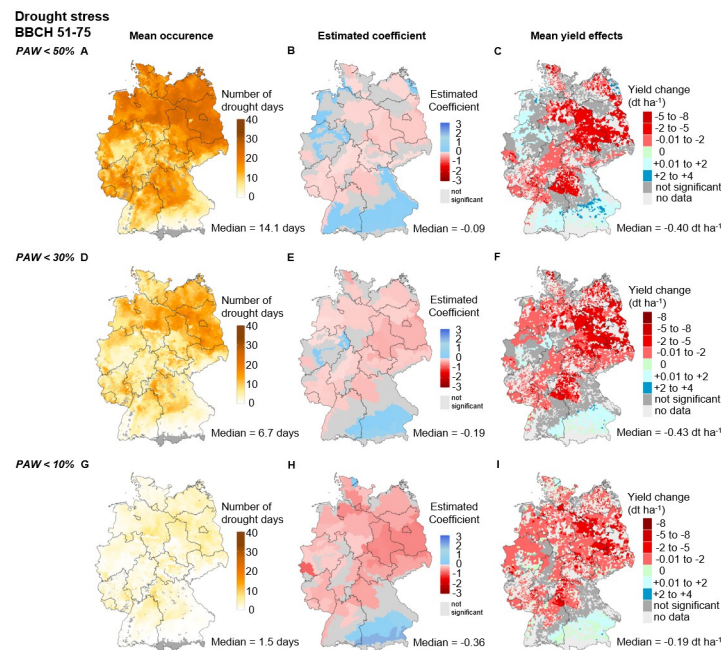 Drought stress
BBCH 51-75
Mean occurence
Estimated coefficient
Mean yield effects
PAW < 50% A
B
C
Number of
drought days
40
30
20
10
0
Median = 14.1 days
Estimated
Coefficient
3
2
1
0
-1
-2
-3
not
significant
Median = -0.09
Yield change
(dt ha⁻¹)
-5 to -8
-2 to -5
-0.01 to -2
0
+0.01 to +2
+2 to +4
not significant
no data
Median = -0.40 dt ha⁻¹
PAW < 30% D
E
F
Number of
drought days
40
30
20
10
0
Median = 6.7 days
Estimated
Coefficient
3
2
1
0
-1
-2
-3
not
significant
Median = -0.19
Yield change
(dt ha⁻¹)
-8
-5 to -8
-2 to -5
-0.01 to -2
0
+0.01 to +2
+2 to +4
not significant
no data
Median = -0.43 dt ha⁻¹
PAW < 10% G
H
I
Number of
drought days
40
30
20
10
0
Median = 1.5 days
Estimated
Coefficient
3
2
1
0
-1
-2
-3
not
significant
Median = -0.36
Yield change
(dt ha⁻¹)
-8
-5 to -8
-2 to -5
-0.01 to -2
0
+0.01 to +2
+2 to +4
not significant
no data
Median = -0.19 dt ha⁻¹